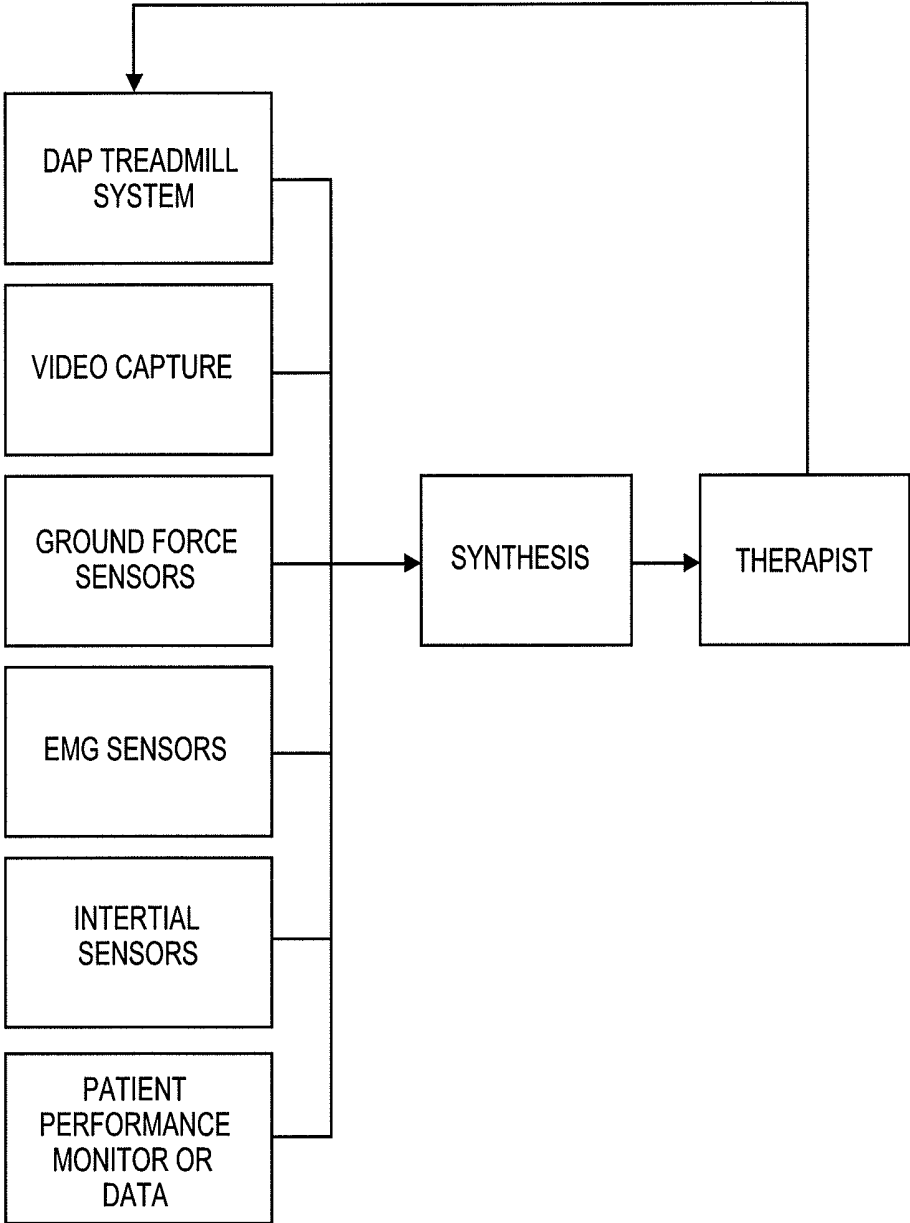 DAP TREADMILL
SYSTEM
VIDEO CAPTURE
GROUND FORCE
SENSORS
SYNTHESIS
THERAPIST
EMG SENSORS
INTERTIAL
SENSORS
PATIENT
PERFORMANCE
MONITOR OR
DATA